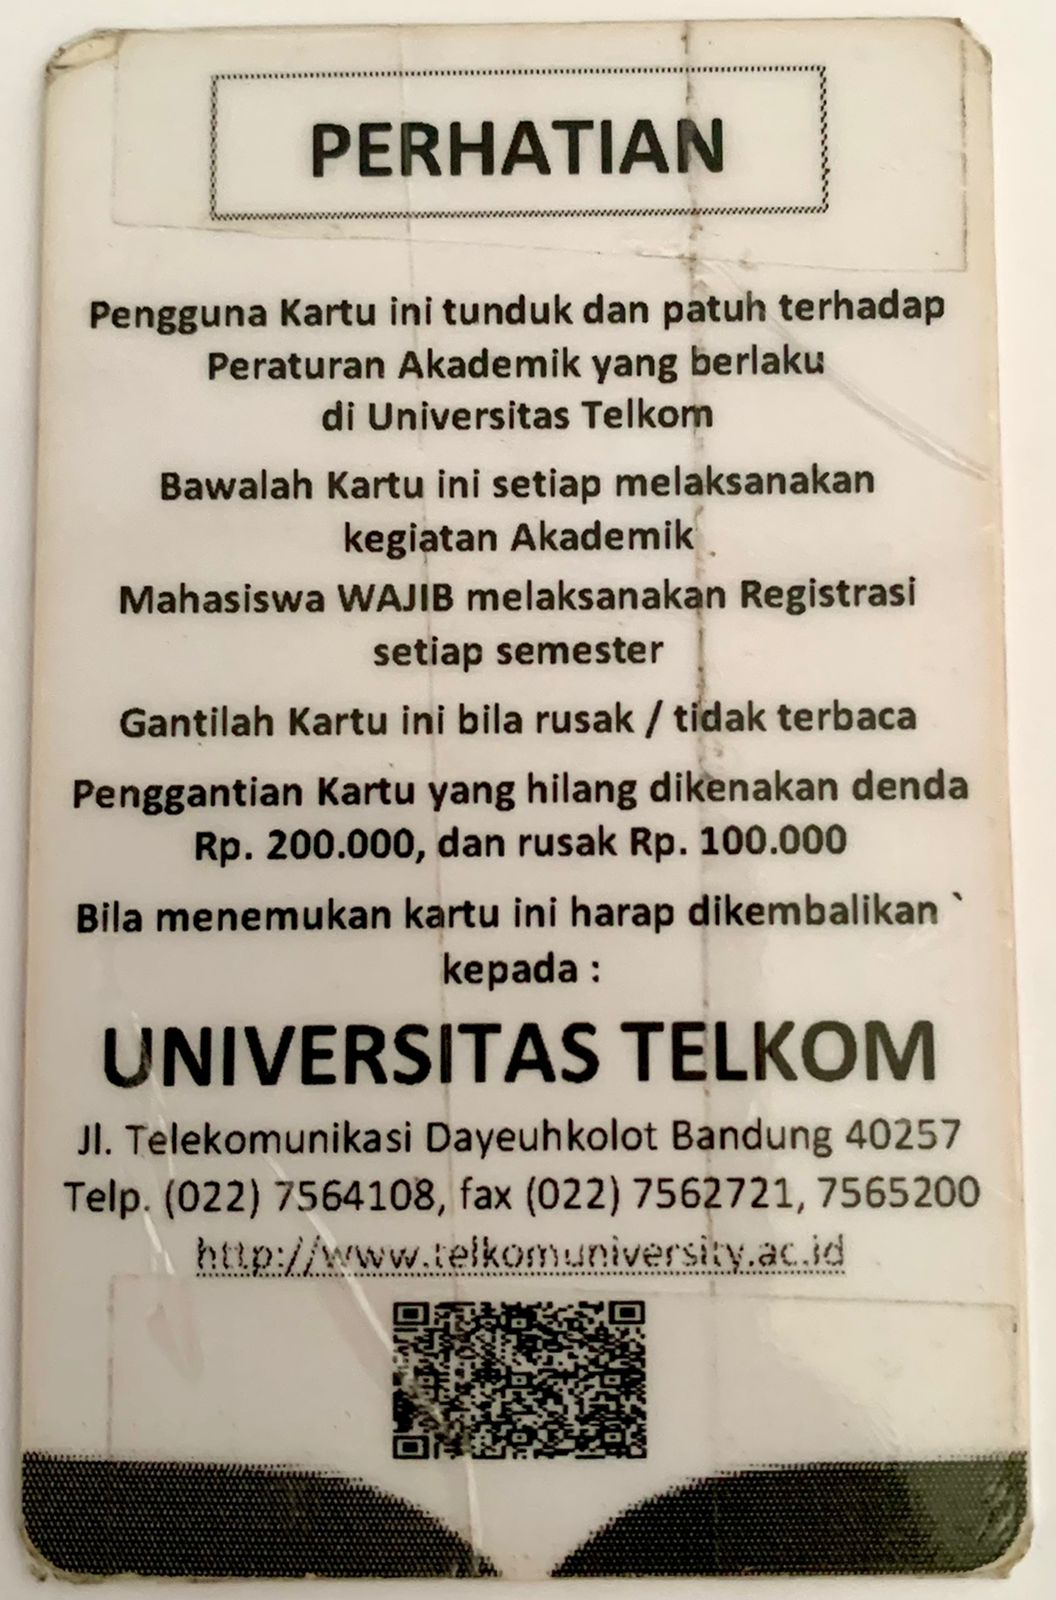 PERHATIAN
Pengguna Kartu ini tunduk dan patuh terhadap
Peraturan Akademik yang berlaku
di Universitas Telkom
Bawalah Kartu ini setiap melaksanakan
kegiatan Akademik
Mahasiswa WAJIB melaksanakan Registrasi
setiap semester
Gantilah Kartu ini bila rusak / tidak terbaca
Penggantian Kartu yang hilang dikenakan denda
Rp. 200.000, dan rusak Rp. 100.000
Bila menemukan kartu ini harap dikembalikan `
kepada :
UNIVERSITAS TELKOM
Jl. Telekomunikasi Dayeuhkolot Bandung 40257
Telp. (022) 7564108, fax (022) 7562721, 7565200
http://www.telkomuniversity.ac.id